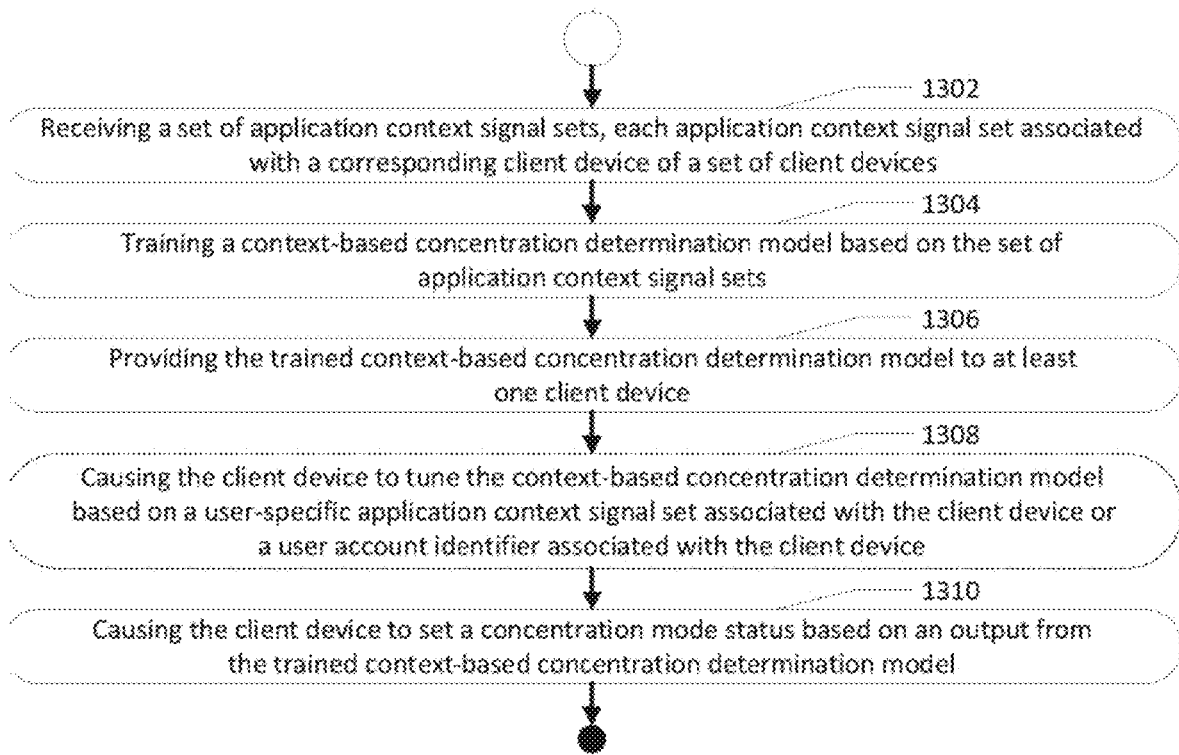 1302
Receiving a set of application context signal sets, each application context signal set associated
with a corresponding client device of a set of client devices
1304
Training a context-based concentration determination model based on the set of
application context signal sets
1306
Providing the trained context-based concentration determination model to at least
one client device
1308
Causing the client device to tune the context-based concentration determination model
based on a user-specific application context signal set associated with the client device or
a user account identifier associated with the client device
1310
Causing the client device to set a concentration mode status based on an output from
the trained context-based concentration determination model